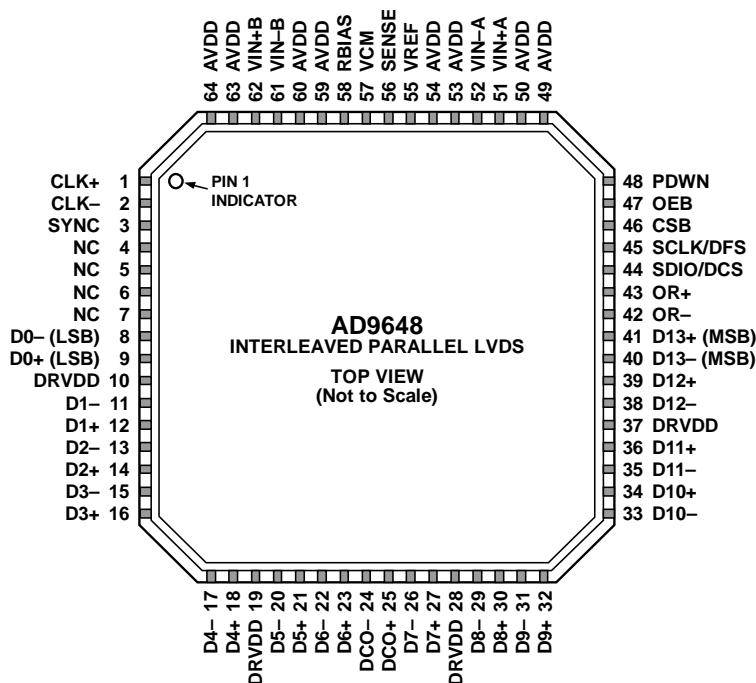 64 AVDD
63 AVDD
62 VIN+B
61 VIN–B
60 AVDD
59 AVDD
58 RBIAS
57 VCM
56 SENSE
55 VREF
54 AVDD
53 AVDD
52 VIN–A
51 VIN+A
50 AVDD
49 AVDD
CLK+ 1
CLK– 2
SYNC 3
NC 4
NC 5
NC 6
NC 7
D0– (LSB) 8
D0+ (LSB) 9
DRVDD 10
D1– 11
D1+ 12
D2– 13
D2+ 14
D3– 15
D3+ 16
PIN 1
INDICATOR
AD9648
INTERLEAVED PARALLEL LVDS
TOP VIEW
(Not to Scale)
48 PDWN
47 OEB
46 CSB
45 SCLK/DFS
44 SDIO/DCS
43 OR+
42 OR–
41 D13+ (MSB)
40 D13– (MSB)
39 D12+
38 D12–
37 DRVDD
36 D11+
35 D11–
34 D10+
33 D10–
D4– 17
D4+ 18
DRVDD 19
D5– 20
D5+ 21
D6– 22
D6+ 23
DCO– 24
DCO+ 25
D7– 26
D7+ 27
DRVDD 28
D8– 29
D8+ 30
D9– 31
D9+ 32